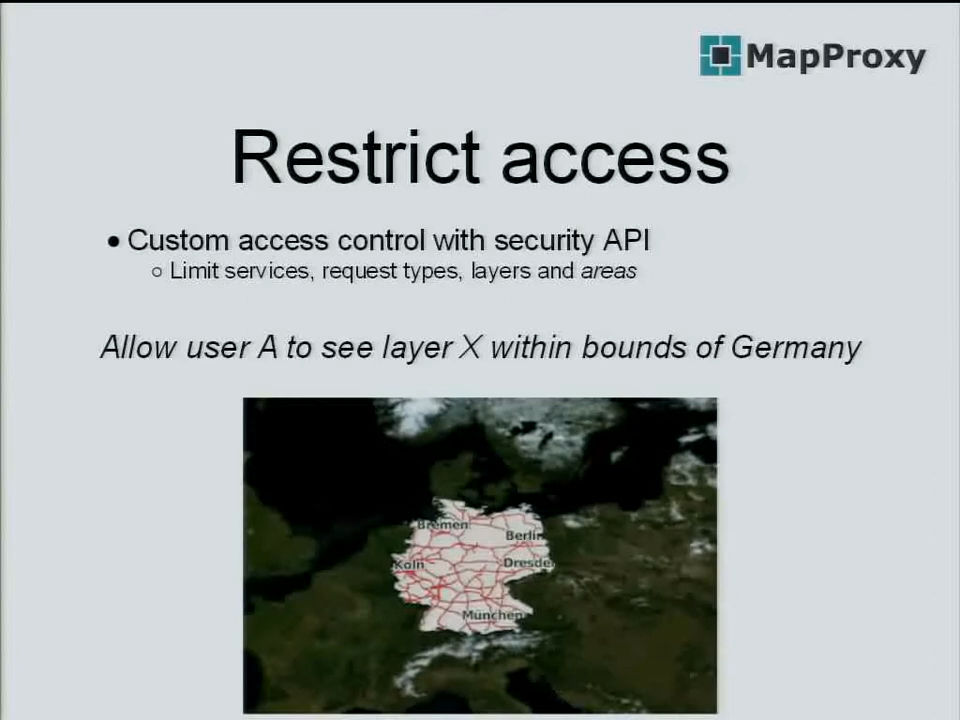 MapProxy
Restrict access
• Custom access control with security API
○ Limit services, request types, layers and areas
Allow user A to see layer X within bounds of Germany
Bremen
Berlin
Köln
Dresden
München